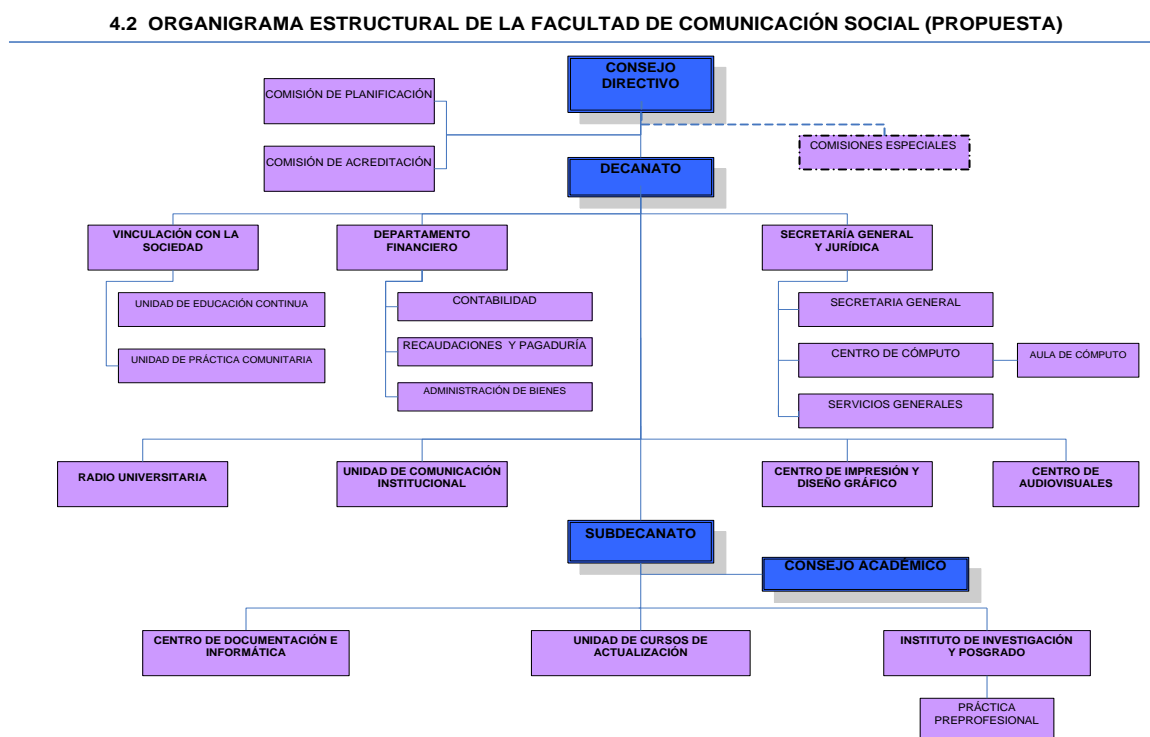 4.2 ORGANIGRAMA ESTRUCTURAL DE LA FACULTAD DE COMUNICACIÓN SOCIAL (PROPUESTA)
CONSEJO
DIRECTIVO
COMISIÓN DE PLANIFICACIÓN
COMISIÓN DE ACREDITACIÓN
COMISIONES ESPECIALES
DECANATO
VINCULACIÓN CON LA
SOCIEDAD
UNIDAD DE EDUCACIÓN CONTINUA
UNIDAD DE PRÁCTICA COMUNITARIA
DEPARTAMENTO
FINANCIERO
CONTABILIDAD
RECAUDACIONES Y PAGADURÍA
ADMINISTRACIÓN DE BIENES
SECRETARÍA GENERAL
Y JURÍDICA
SECRETARIA GENERAL
CENTRO DE CÓMPUTO
AULA DE CÓMPUTO
SERVICIOS GENERALES
RADIO UNIVERSITARIA
UNIDAD DE COMUNICACIÓN
INSTITUCIONAL
CENTRO DE IMPRESIÓN Y
DISEÑO GRÁFICO
CENTRO DE
AUDIOVISUALES
SUBDECANATO
CONSEJO ACADÉMICO
CENTRO DE DOCUMENTACIÓN E
INFORMÁTICA
UNIDAD DE CURSOS DE
ACTUALIZACIÓN
INSTITUTO DE INVESTIGACIÓN
Y POSGRADO
PRÁCTICA
PREPROFESIONAL